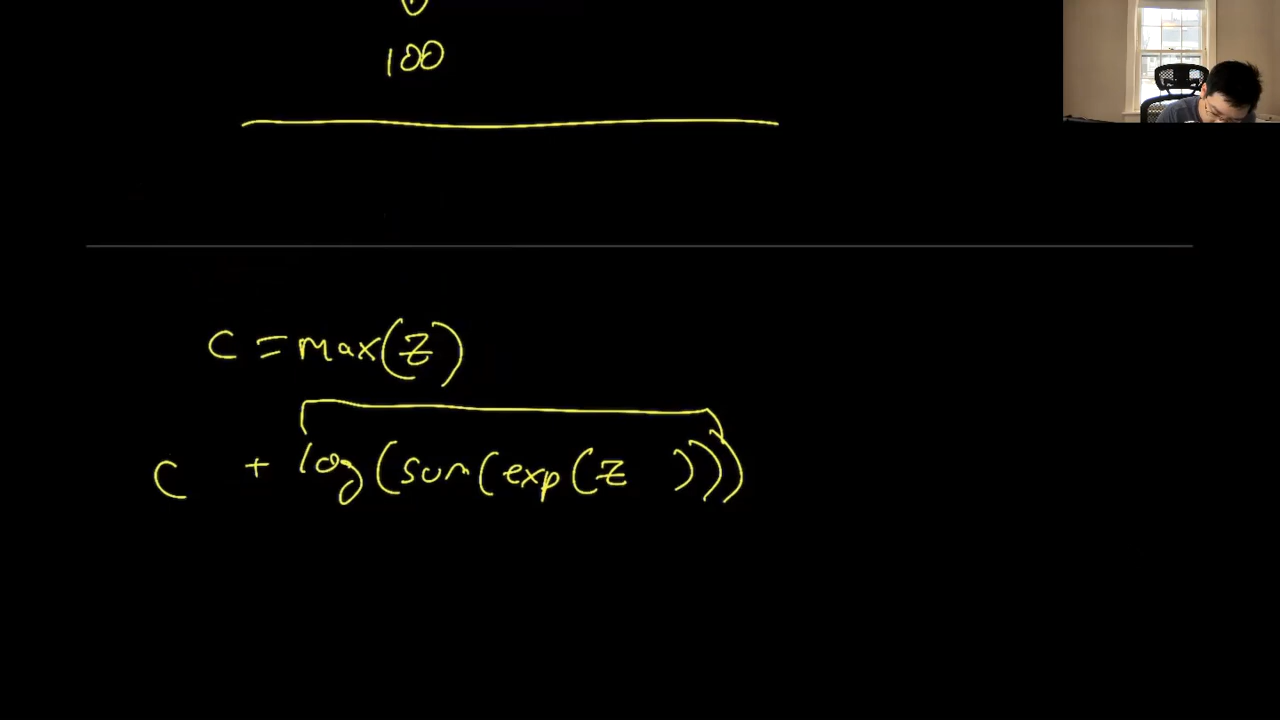 100
c = max(z)
c + log(sum(exp(z )))